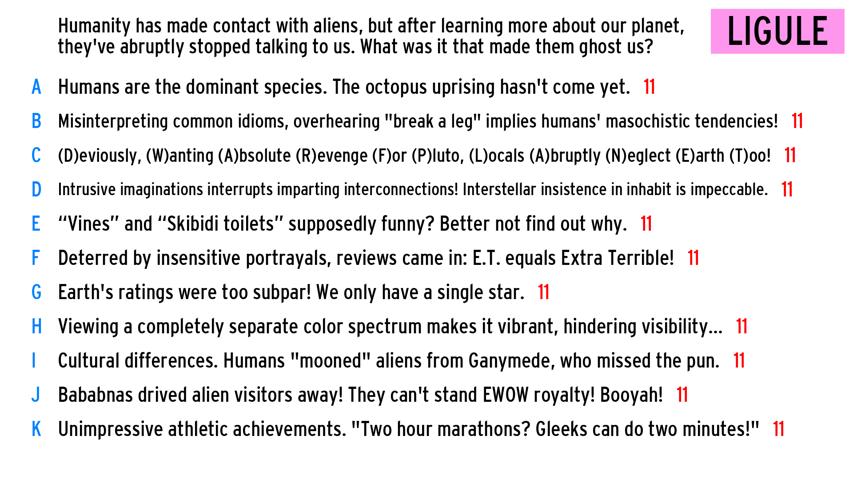 Humanity has made contact with aliens, but after learning more about our planet,
they've abruptly stopped talking to us. What was it that made them ghost us?
LIGULE
A Humans are the dominant species. The octopus uprising hasn't come yet. 11
B Misinterpreting common idioms, overhearing "break a leg" implies humans' masochistic tendencies! 11
C (D)eviously, (W)anting (A)bsolute (R)evenge (F)or (P)luto, (L)ocals (A)bruptly (N)eglect (E)arth (T)oo! 11
D Intrusive imaginations interrupts imparting interconnections! Interstellar insistence in inhabit is impeccable. 11
E “Vines” and “Skibidi toilets” supposedly funny? Better not find out why. 11
F Deterred by insensitive portrayals, reviews came in: E.T. equals Extra Terrible! 11
G Earth's ratings were too subpar! We only have a single star. 11
H Viewing a completely separate color spectrum makes it vibrant, hindering visibility... 11
I Cultural differences. Humans "mooned" aliens from Ganymede, who missed the pun. 11
J Bababnas drived alien visitors away! They can't stand EWOW royalty! Booyah! 11
K Unimpressive athletic achievements. "Two hour marathons? Gleeks can do two minutes!" 11